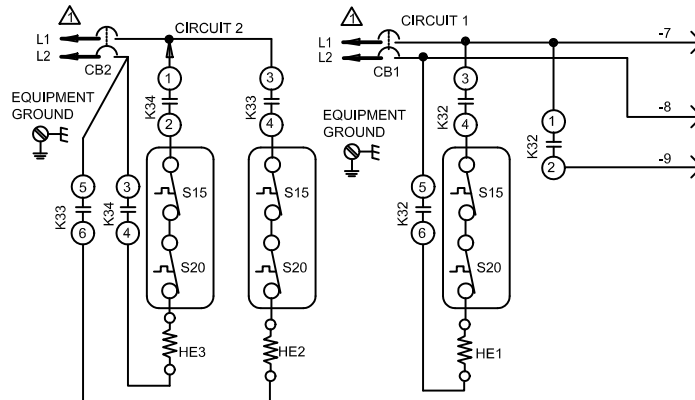 1
CIRCUIT 2
L1
L2
CB2
EQUIPMENT
GROUND
1
K34
2
3
K33
4
5
K33
6
3
K34
4
S15
S20
HE3
S15
S20
HE2
1
CIRCUIT 1
L1
L2
CB1
EQUIPMENT
GROUND
3
K32
4
5
K32
6
S15
S20
HE1
1
K32
2
-7
-8
-9